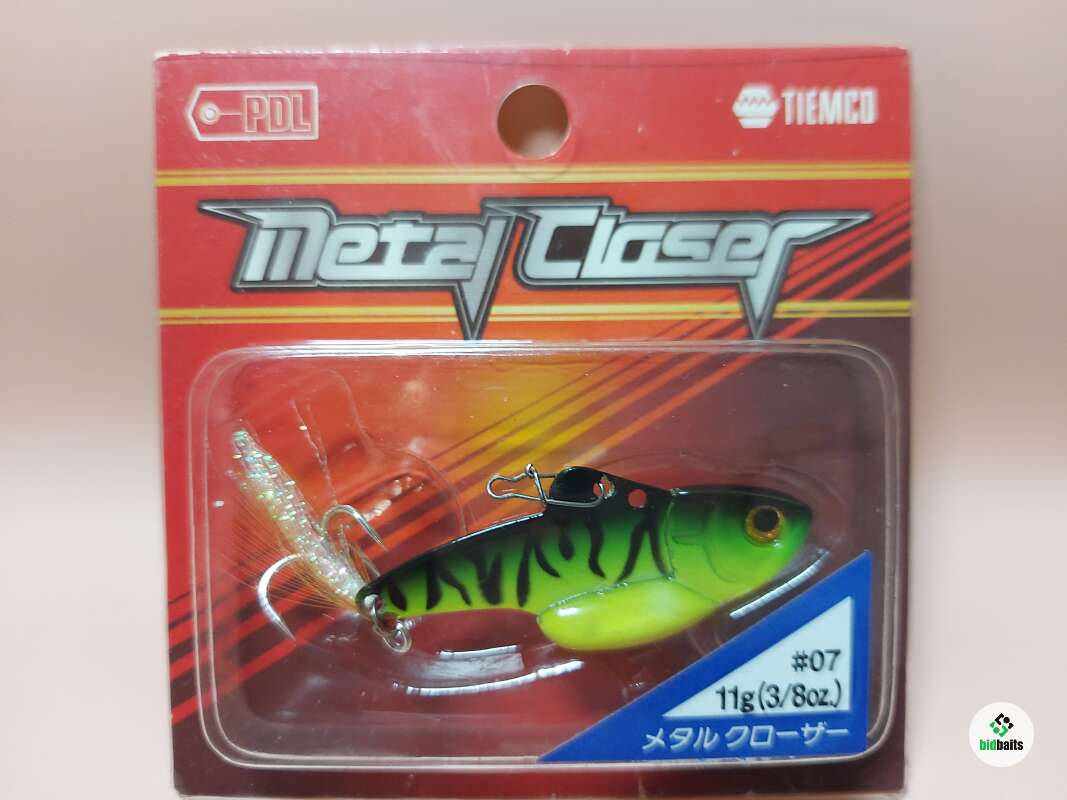 PDL
TIEMCO
Metal Closer
#07
11g(3/8oz.)
メタル クローザー
bidbaits